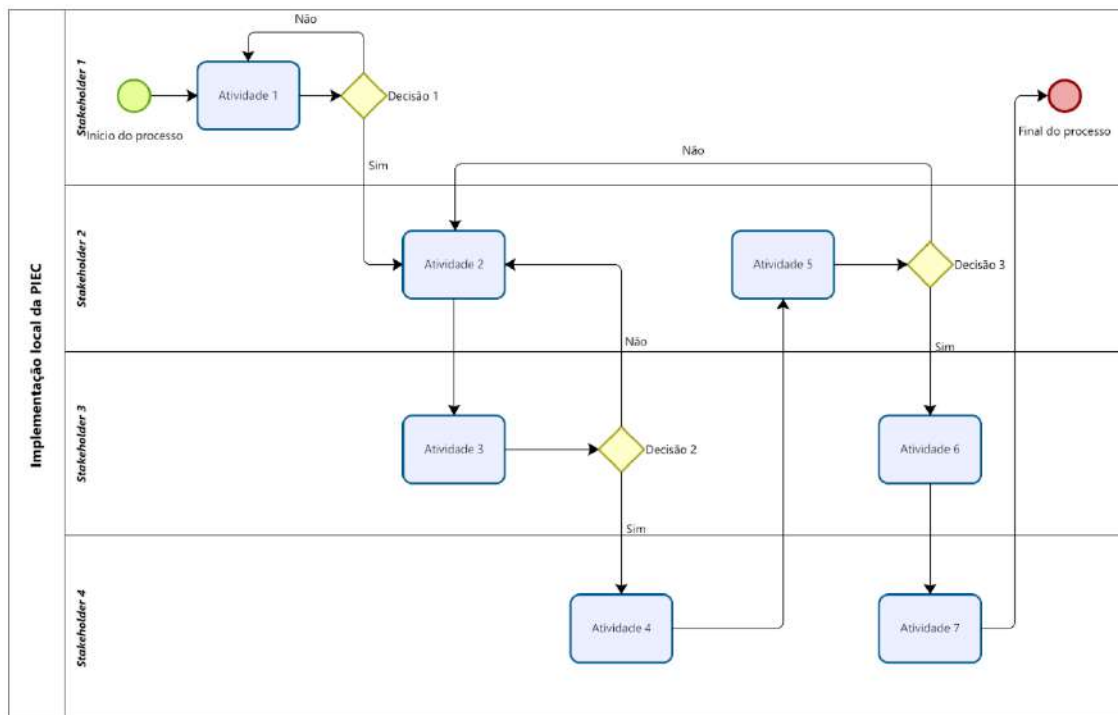 Implementação local da PIEC
Stakeholder 1
Não
Atividade 1
Decisão 1
Início do processo
Sim
Final do processo
Não
Stakeholder 2
Atividade 2
Atividade 5
Decisão 3
Não
Sim
Stakeholder 3
Atividade 3
Decisão 2
Atividade 6
Sim
Stakeholder 4
Atividade 4
Atividade 7